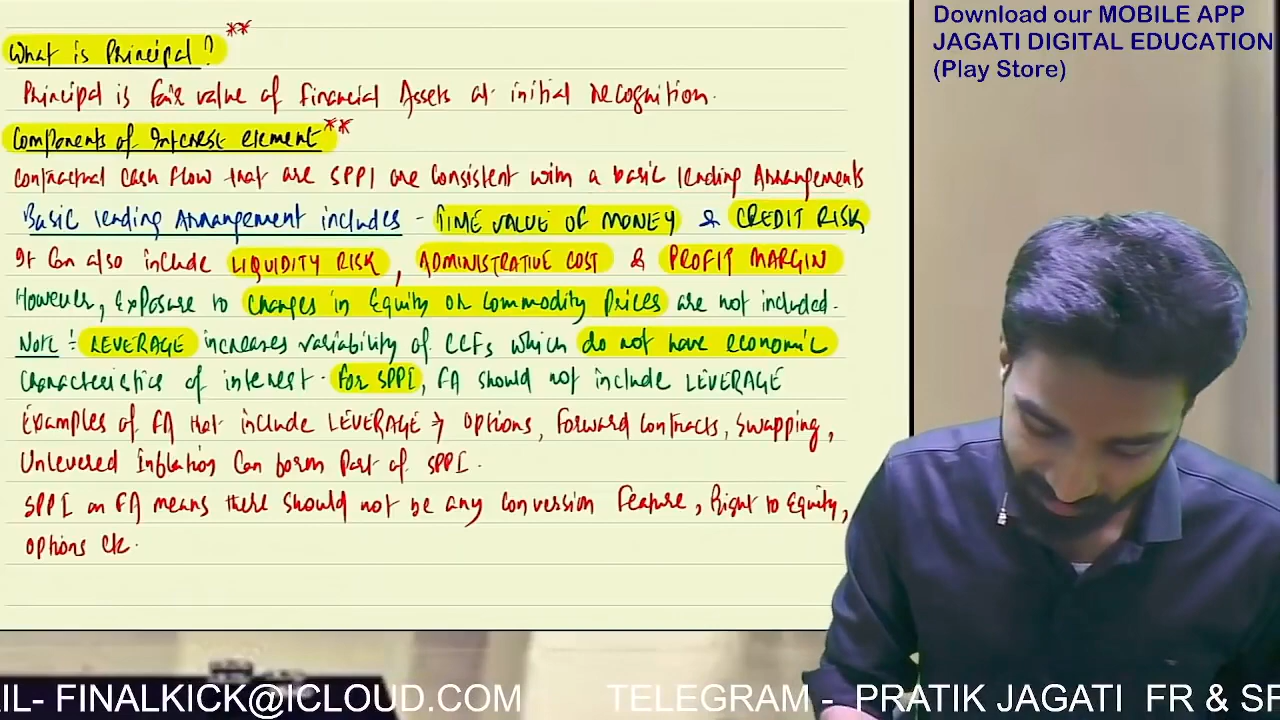 What is Principal? **
Principal is fair value of Financial Assets at initial recognition.
Components of Interest element **
Contractual Cash Flow that are SPPI are Consistent with a basic lending Arrangements
Basic lending Arrangement includes - TIME VALUE OF MONEY & CREDIT RISK
It Can also include LIQUIDITY RISK, ADMINISTRATIVE COST & PROFIT MARGIN
However, Exposure to changes in Equity or Commodity Prices are not included.
Note: LEVERAGE increases variability of CCFs which do not have economic
Characteristics of interest. For SPPI, FA should not include LEVERAGE
Examples of FA that include LEVERAGE → Options, Forward Contracts, Swapping,
Unlevered Inflation Can form Part of SPPI.
SPPI on FA means there should not be any conversion Feature, Right to Equity,
Options etc.
Download our MOBILE APP
JAGATI DIGITAL EDUCATION
(Play Store)
IL- FINALKICK@ICLOUD.COM TELEGRAM - PRATIK JAGATI FR & SF